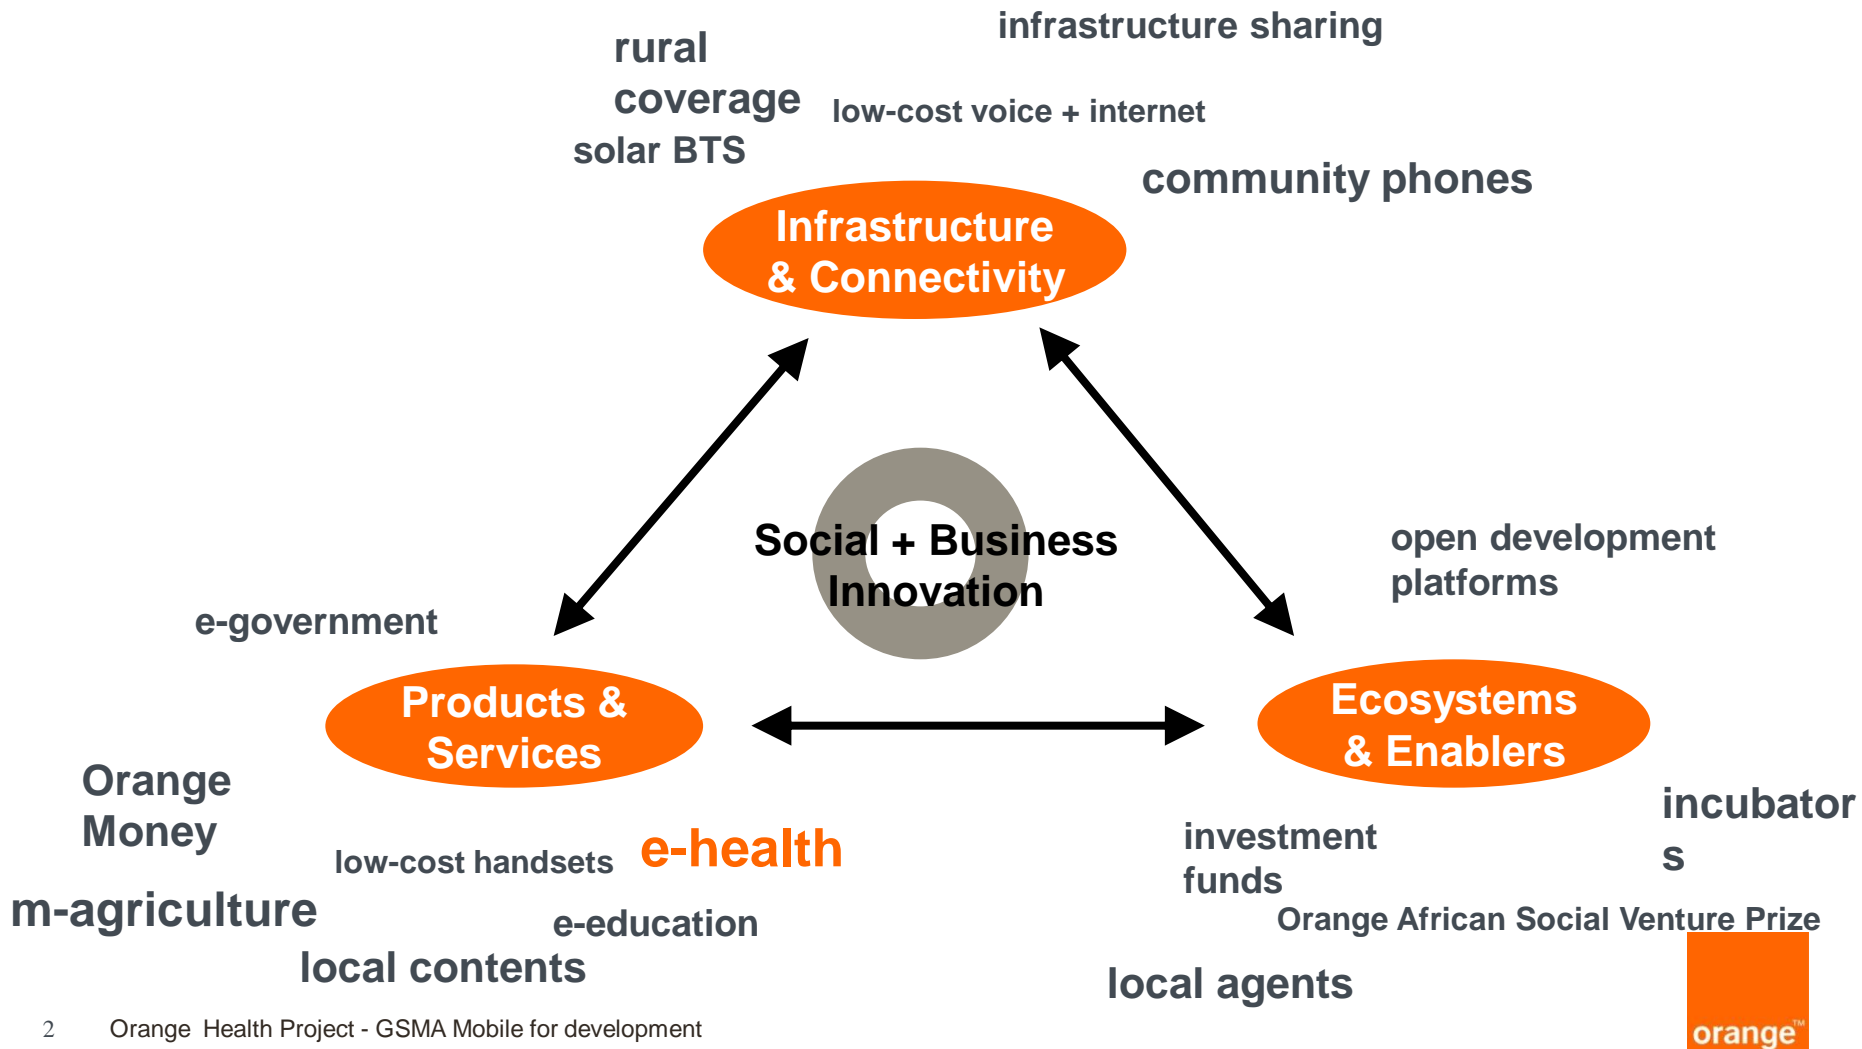 infrastructure sharing
rural
coverage
low-cost voice + internet
solar BTS
community phones
Infrastructure
& Connectivity
Social + Business
Innovation
open development
platforms
e-government
Products &
Services
Ecosystems
& Enablers
Orange
Money
low-cost handsets
e-health
m-agriculture
e-education
local contents
incubator
s
investment
funds
Orange African Social Venture Prize
local agents
2 Orange Health Project - GSMA Mobile for development
orange™